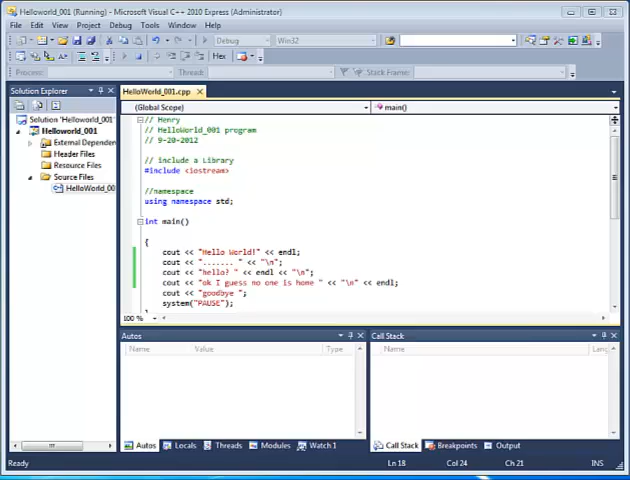 Helloworld_001 (Running) - Microsoft Visual C++ 2010 Express (Administrator)
File Edit View Project Debug Tools Window Help
Debug Win32
Hex
Process: Thread: Stack Frame:
Solution Explorer
Solution 'Helloworld_001'
Helloworld_001
External Dependencie
Header Files
Resource Files
Source Files
HelloWorld_00
HelloWorld_001.cpp
(Global Scope) main()
// Henry
// HelloWorld_001 program
// 9-20-2012
// include a Library
#include <iostream>
//namespace
using namespace std;
int main()
{
cout << "Hello World!" << endl;
cout << "....... " << "\n";
cout << "hello? " << endl << "\n";
cout << "ok I guess no one is home " << "\n" << endl;
cout << "goodbye ";
system("PAUSE");
100 %
Autos
Name Value Type
Call Stack
Name Lang
Autos Locals Threads Modules Watch 1
Call Stack Breakpoints Output
Ready Ln 18 Col 24 Ch 21 INS